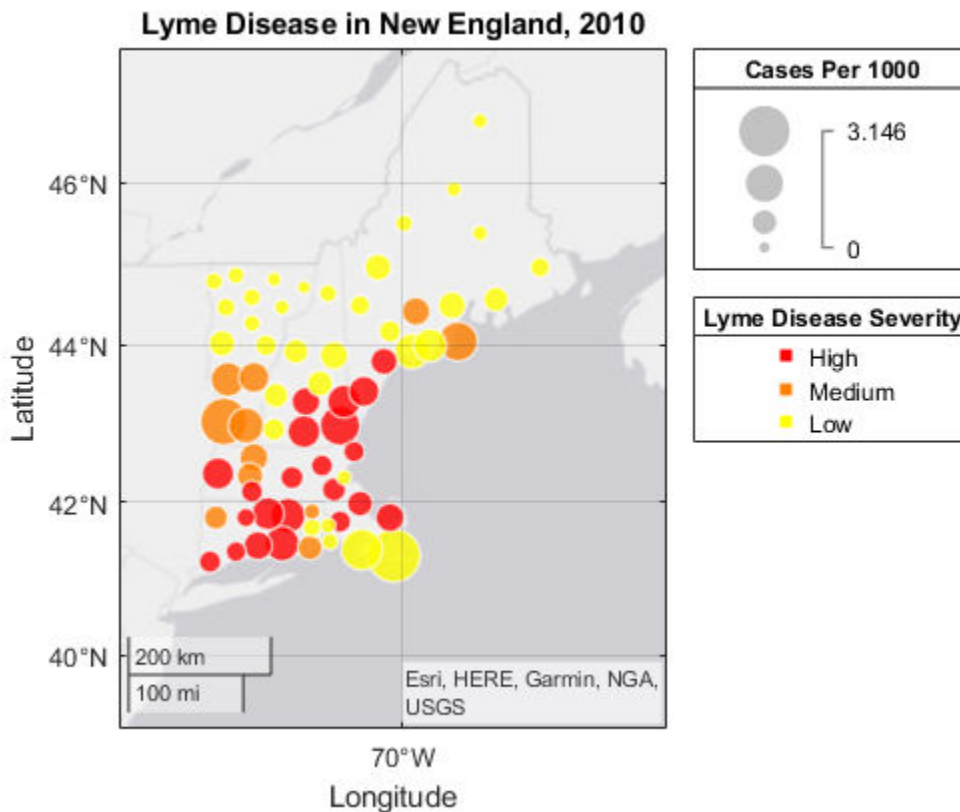 Lyme Disease in New England, 2010
46°N
44°N
42°N
40°N
Latitude
200 km
100 mi
Esri, HERE, Garmin, NGA,
USGS
70°W
Longitude
Cases Per 1000
3.146
0
Lyme Disease Severity
High
Medium
Low